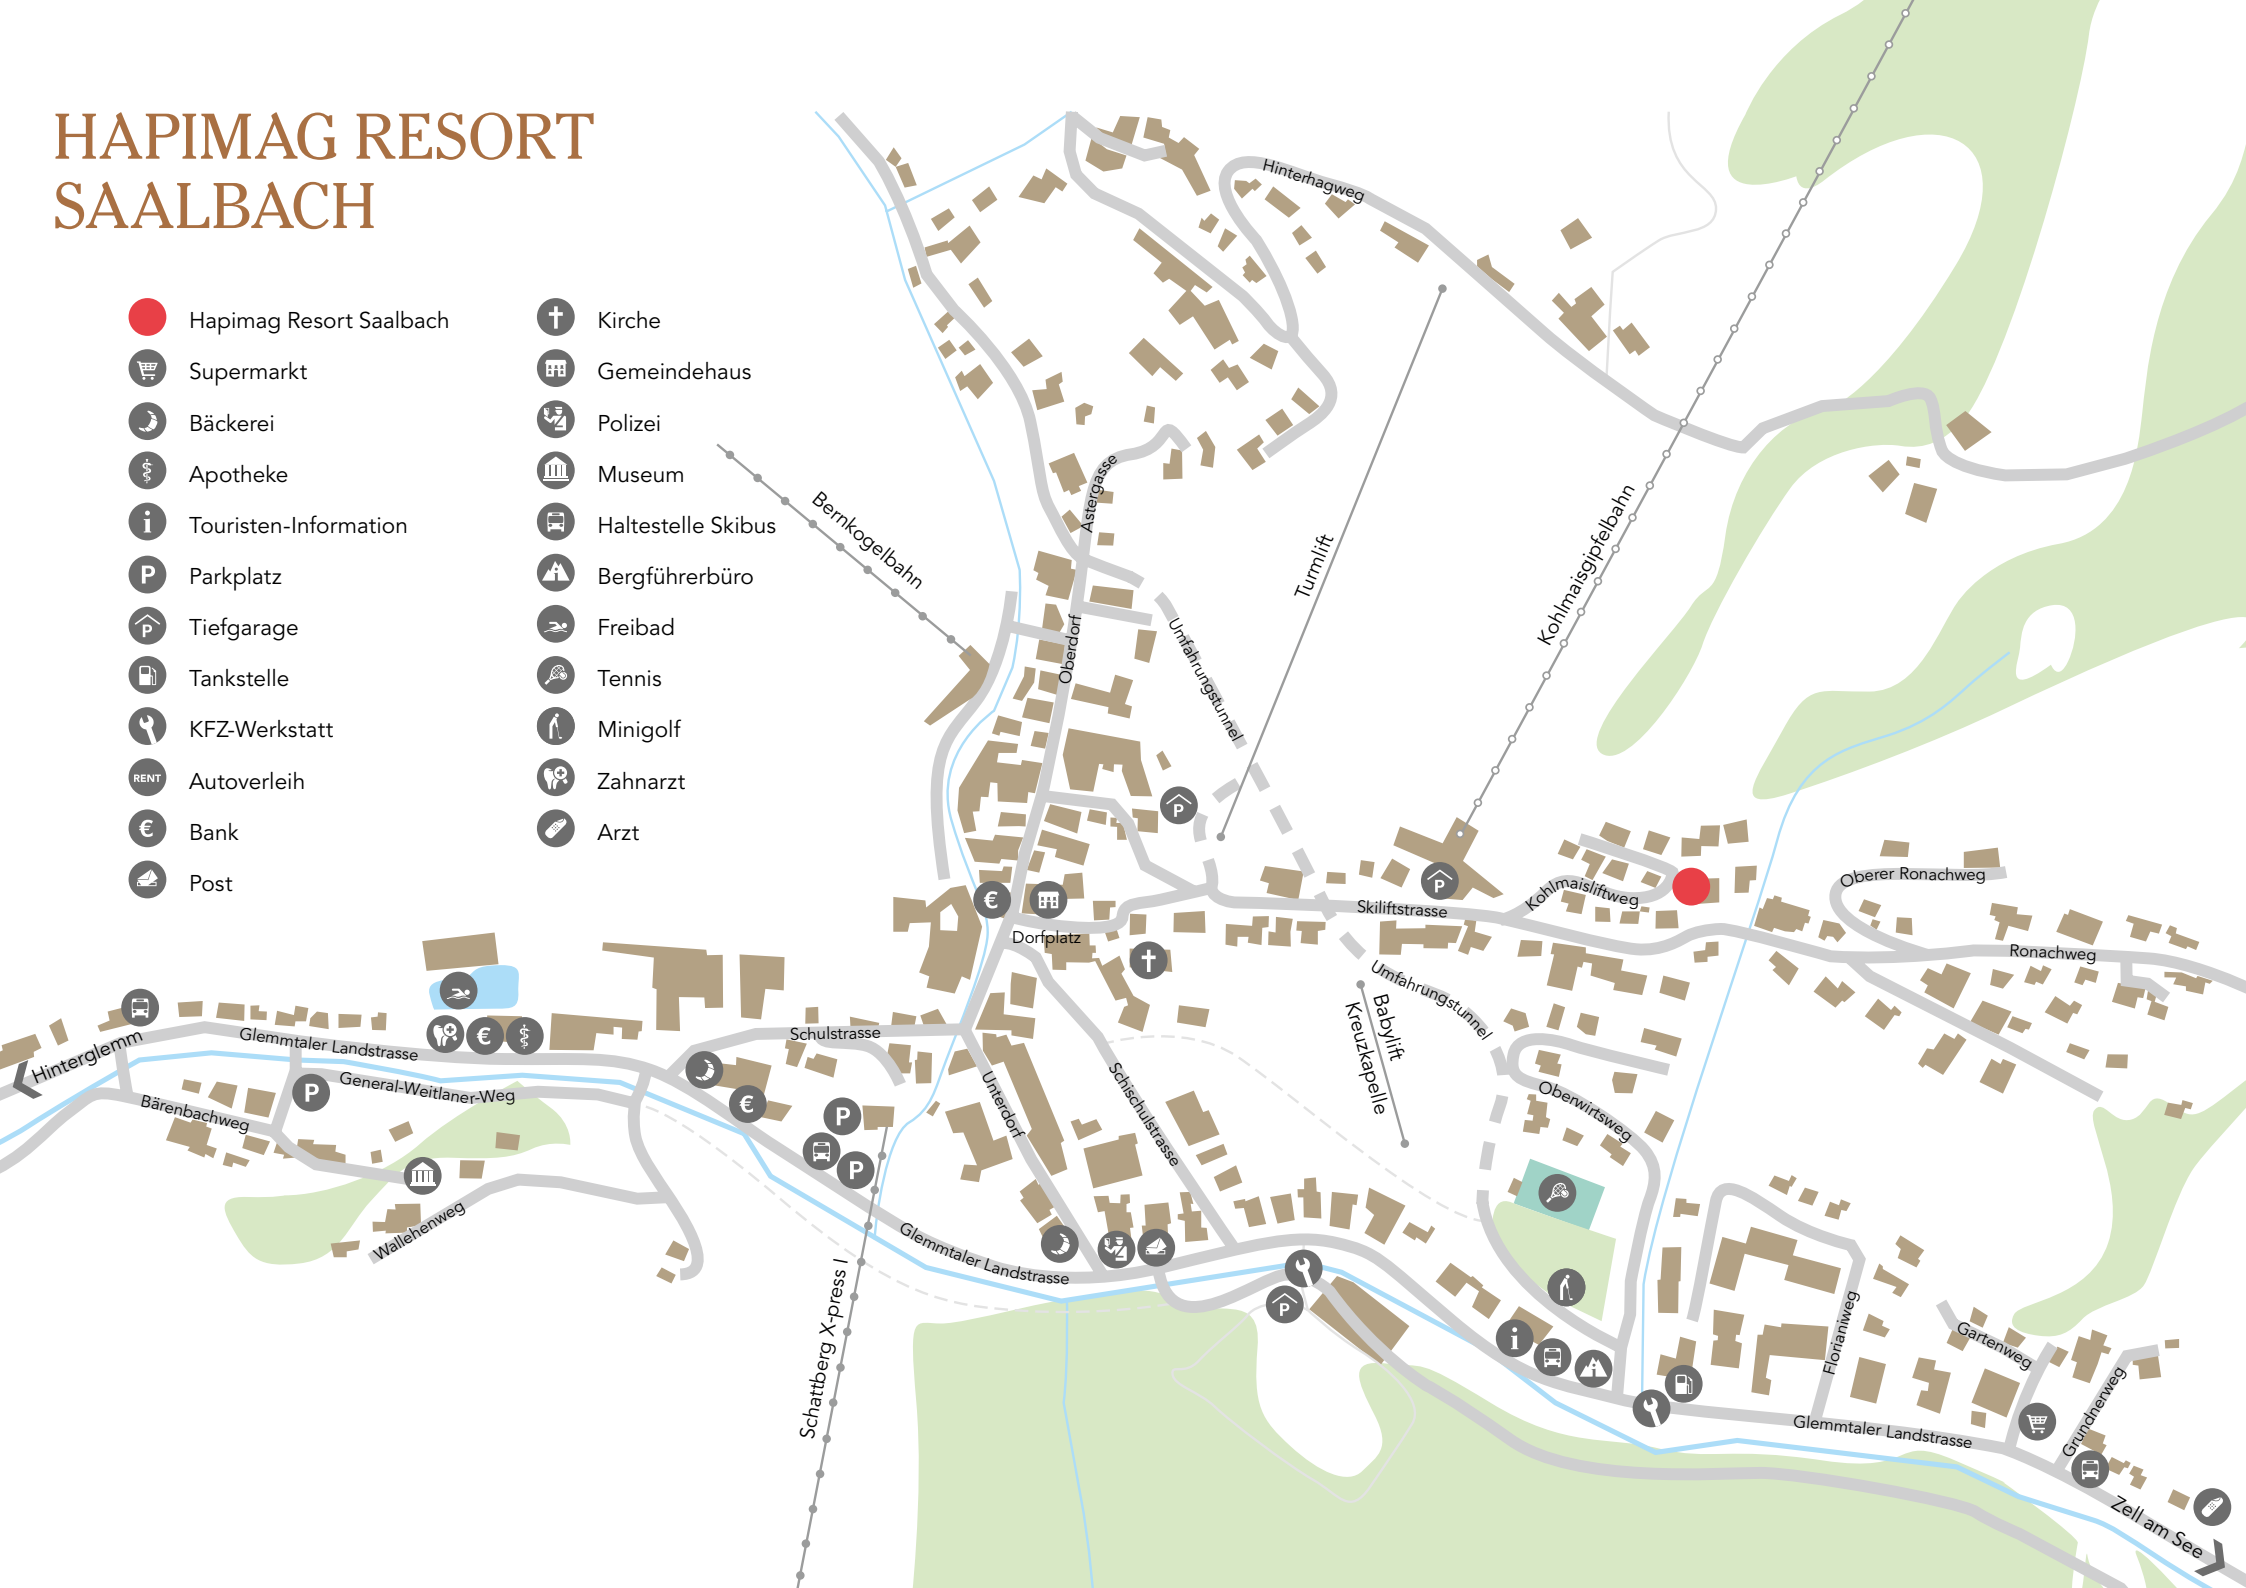 HAPIMAG RESORT
SAALBACH
Hapimag Resort Saalbach
Supermarkt
Bäckerei
Apotheke
Touristen-Information
Parkplatz
Tiefgarage
Tankstelle
KFZ-Werkstatt
RENT
Autoverleih
Bank
Post
Kirche
Gemeindehaus
Polizei
Museum
Haltestelle Skibus
Bergführerbüro
Freibad
Tennis
Minigolf
Zahnarzt
Arzt
P
P
i
€
Hinterhagweg
Astergasse
Bernkogelbahn
Turmlift
Kohlmaisgipfelbahn
Oberdorf
Umfahrungstunnel
P
P
€
Oberer Ronachweg
Kohlmaisliftweg
Skiliftstrasse
Dorfplatz
Ronachweg
Umfahrungstunnel
Babylift
Kreuzkapelle
Schulstrasse
Glemmtaler Landstrasse
Hinterglemm
€
General-Weitlaner-Weg
Bärenbachweg
P
€
P
P
Unterdorf
Schischulstrasse
Oberwirtsweg
Wallehenweg
Glemmtaler Landstrasse
Schattberg X-press I
P
i
Florianiweg
Gartenweg
Grundnerweg
Glemmtaler Landstrasse
Zell am See